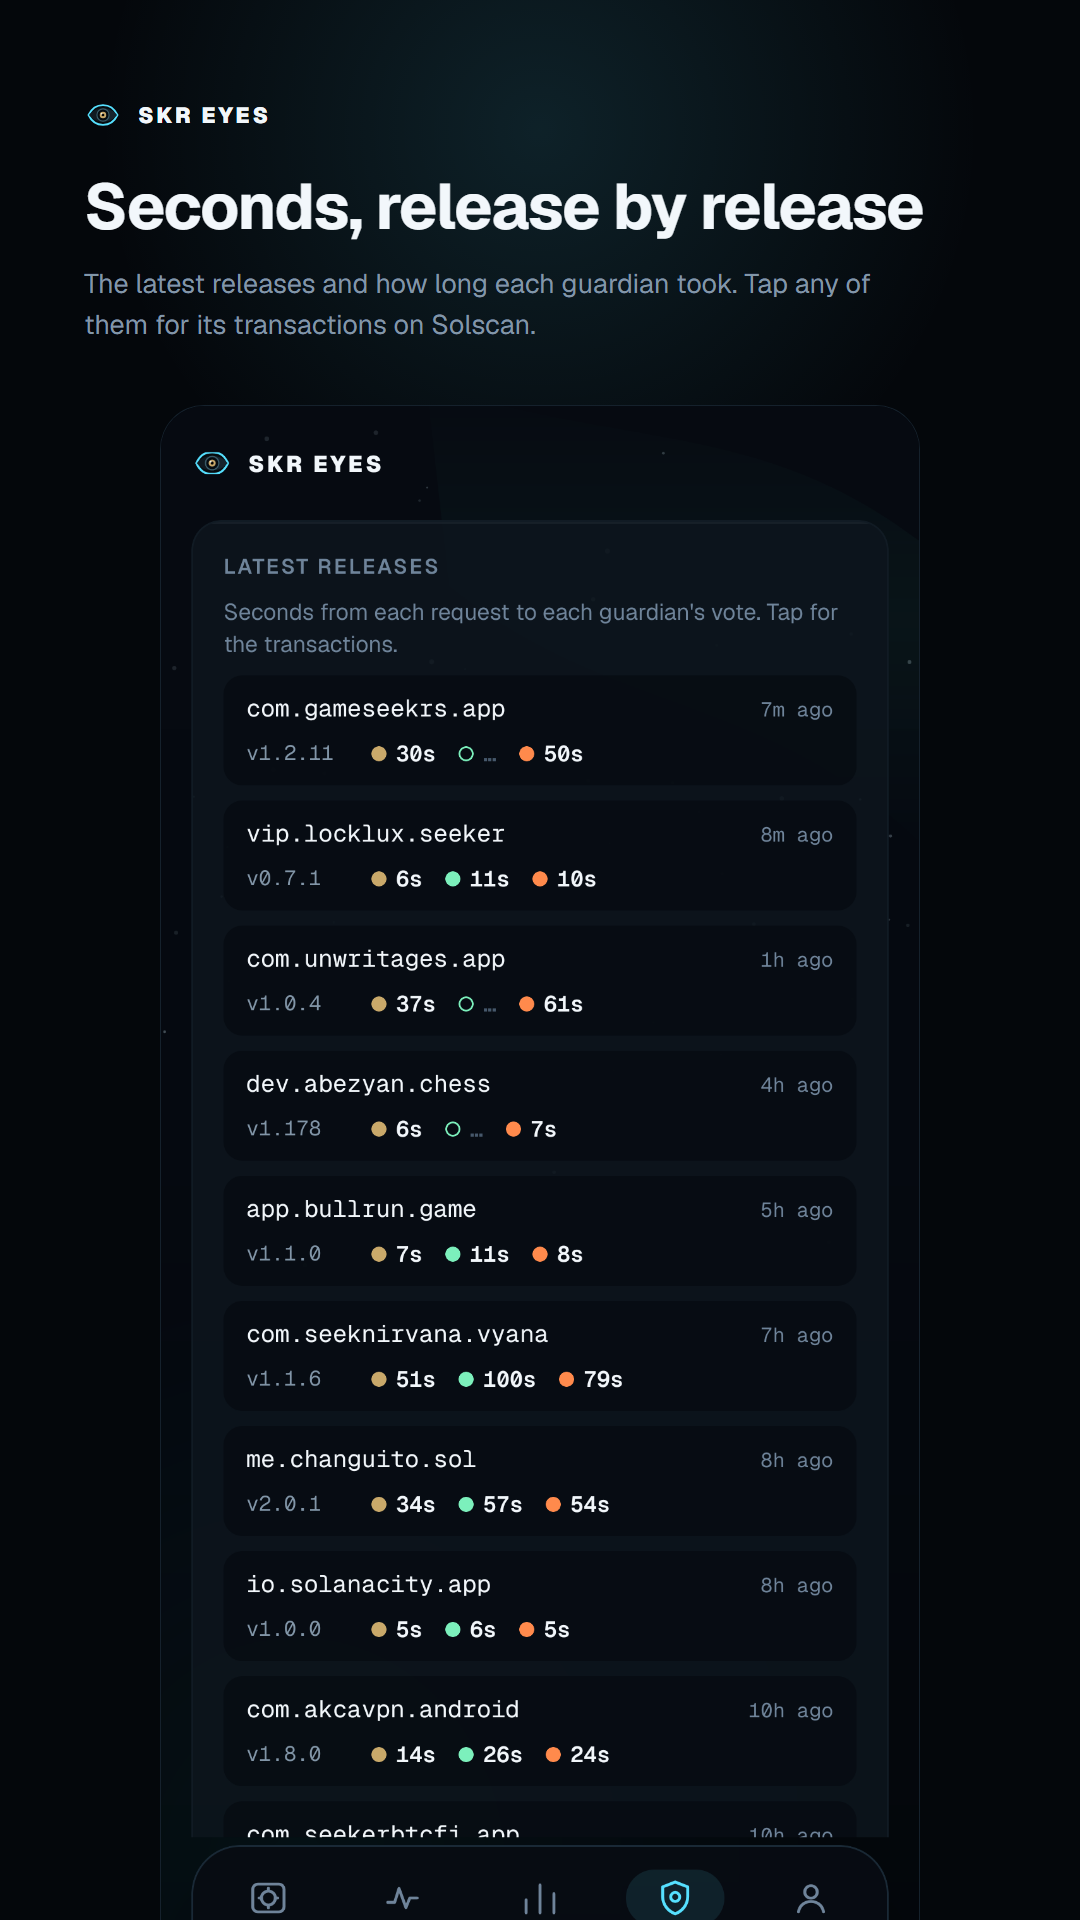 SKR EYES
Seconds, release by release
The latest releases and how long each guardian took. Tap any of
them for its transactions on Solscan.
SKR EYES
LATEST RELEASES
Seconds from each request to each guardian's vote. Tap for
the transactions.
com.gameseekrs.app 7m ago
v1.2.11 30s … 50s
vip.locklux.seeker 8m ago
v0.7.1 6s 11s 10s
com.unwritages.app 1h ago
v1.0.4 37s … 61s
dev.abezyan.chess 4h ago
v1.178 6s … 7s
app.bullrun.game 5h ago
v1.1.0 7s 11s 8s
com.seeknirvana.vyana 7h ago
v1.1.6 51s 100s 79s
me.changuito.sol 8h ago
v2.0.1 34s 57s 54s
io.solanacity.app 8h ago
v1.0.0 5s 6s 5s
com.akcavpn.android 10h ago
v1.8.0 14s 26s 24s
com.seekerbtcfi.app 10h ago